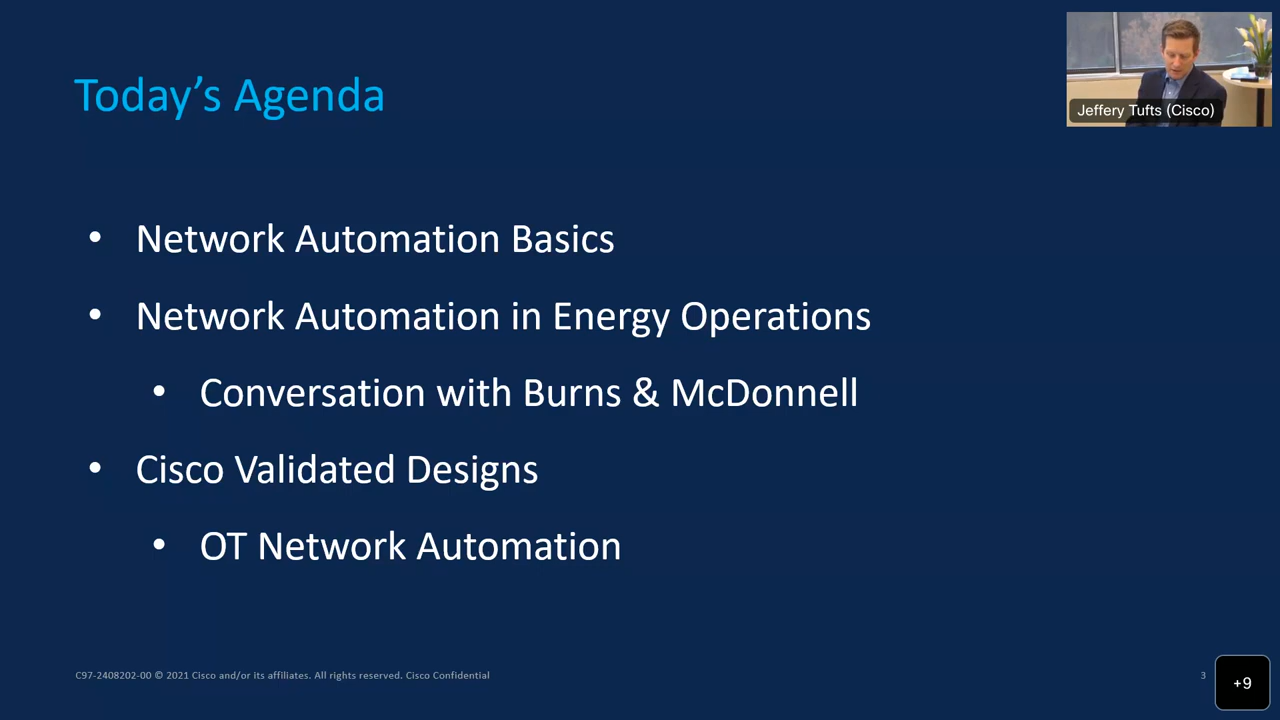 Today's Agenda
Jeffery Tufts (Cisco)
• Network Automation Basics
• Network Automation in Energy Operations
• Conversation with Burns & McDonnell
• Cisco Validated Designs
• OT Network Automation
C97-2408202-00 © 2021 Cisco and/or its affiliates. All rights reserved. Cisco Confidential
3
+9